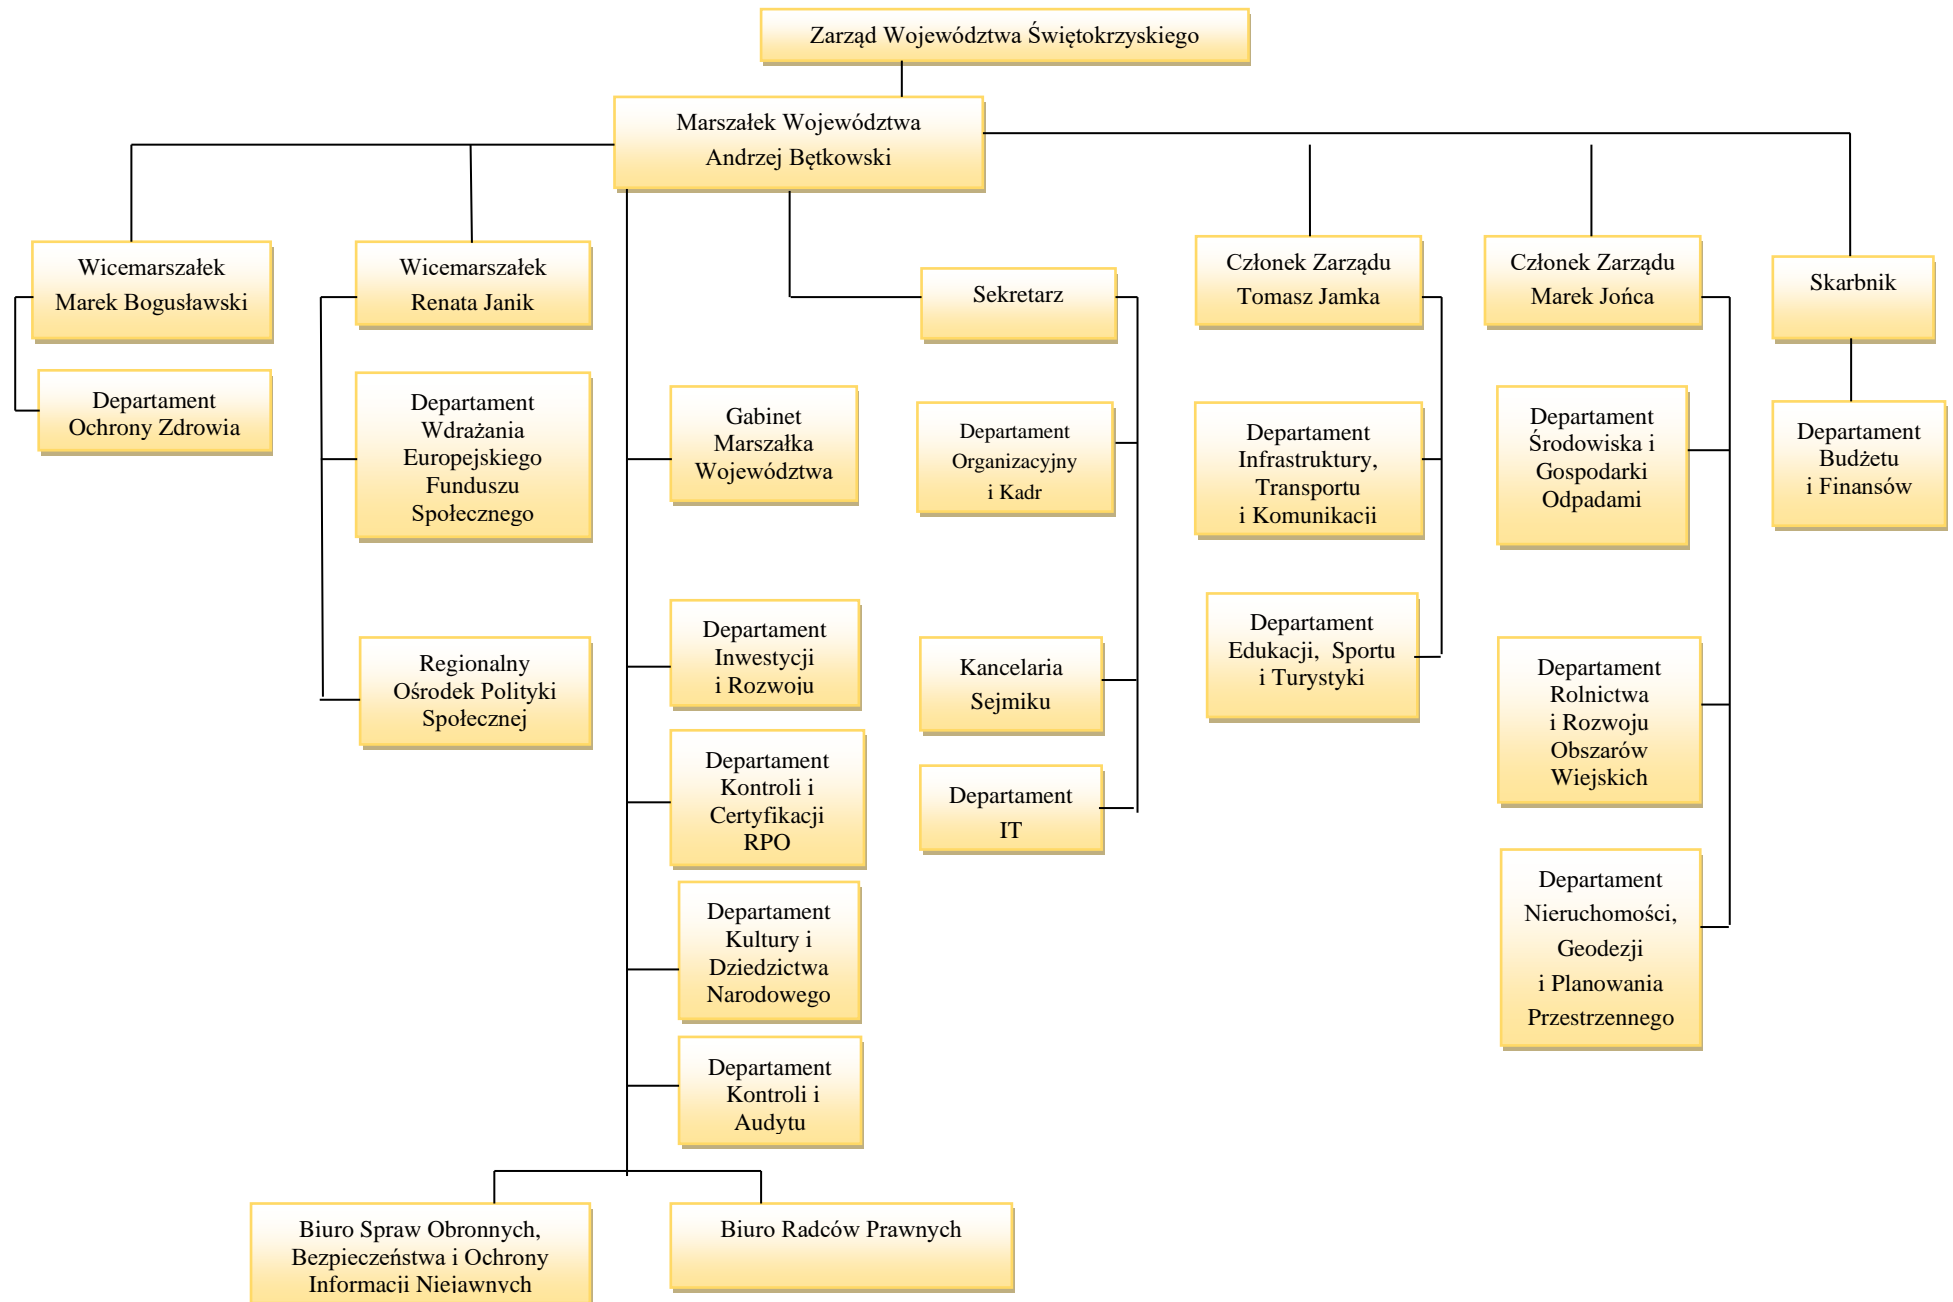 Zarząd Województwa Świętokrzyskiego
Marszałek Województwa
Andrzej Bętkowski
Wicemarszałek
Marek Bogusławski
Wicemarszałek
Renata Janik
Sekretarz
Członek Zarządu
Tomasz Jamka
Członek Zarządu
Marek Jońca
Skarbnik
Departament
Ochrony Zdrowia
Departament
Wdrażania
Europejskiego
Funduszu
Społecznego
Gabinet
Marszałka
Województwa
Departament
Organizacyjny
i Kadr
Departament
Infrastruktury,
Transportu
i Komunikacji
Departament
Środowiska i
Gospodarki
Odpadami
Departament
Budżetu
i Finansów
Regionalny
Ośrodek Polityki
Społecznej
Departament
Inwestycji
i Rozwoju
Kancelaria
Sejmiku
Departament
Edukacji, Sportu
i Turystyki
Departament
Rolnictwa
i Rozwoju
Obszarów
Wiejskich
Departament
Kontroli i
Certyfikacji
RPO
Departament
IT
Departament
Nieruchomości,
Geodezji
i Planowania
Przestrzennego
Departament
Kultury i
Dziedzictwa
Narodowego
Departament
Kontroli i
Audytu
Biuro Spraw Obronnych,
Bezpieczeństwa i Ochrony
Informacji Niejawnych
Biuro Radców Prawnych